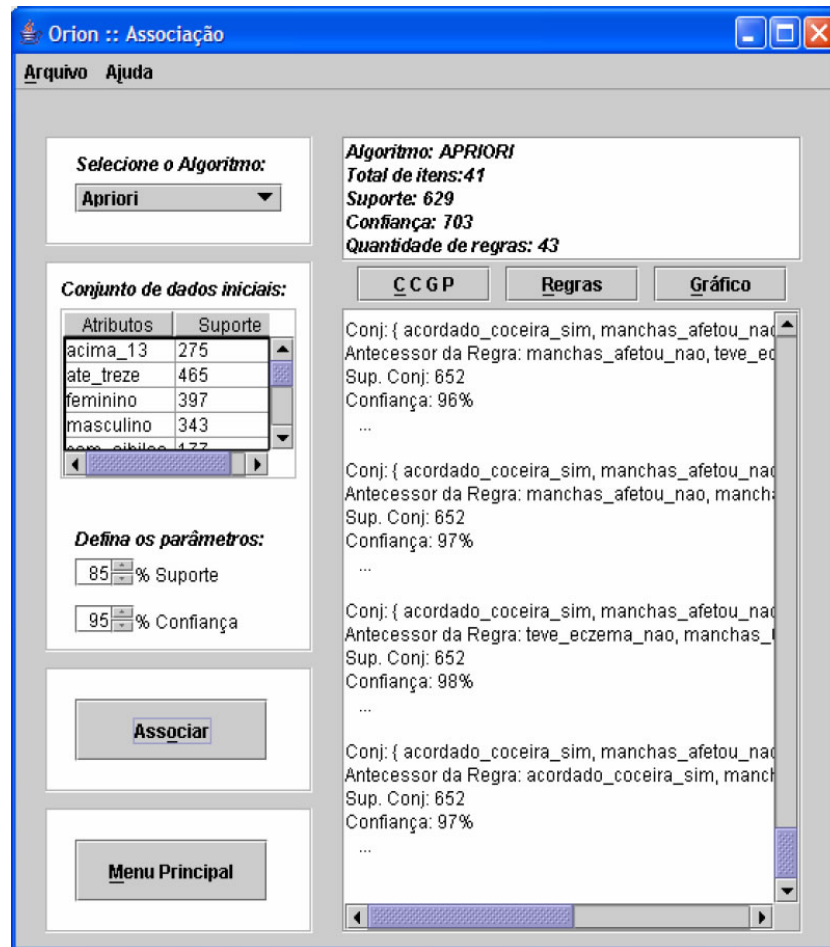 Orion :: Associação
Arquivo Ajuda
Selecione o Algoritmo:
Apriori
Conjunto de dados iniciais:
Atributos Suporte
acima_13 275
ate_treze 465
feminino 397
masculino 343
177
Defina os parâmetros:
85 % Suporte
95 % Confiança
Associar
Menu Principal
Algoritmo: APRIORI
Total de itens:41
Suporte: 629
Confiança: 703
Quantidade de regras: 43
C C G P Regras Gráfico
Conj: { acordado_coceira_sim, manchas_afetou_nao
Antecessor da Regra: manchas_afetou_nao, teve_ec
Sup. Conj: 652
Confiança: 96%
...
Conj: { acordado_coceira_sim, manchas_afetou_nao
Antecessor da Regra: manchas_afetou_nao, manch
Sup. Conj: 652
Confiança: 97%
...
Conj: { acordado_coceira_sim, manchas_afetou_nao
Antecessor da Regra: teve_eczema_nao, manchas_
Sup. Conj: 652
Confiança: 98%
...
Conj: { acordado_coceira_sim, manchas_afetou_nao
Antecessor da Regra: acordado_coceira_sim, manch
Sup. Conj: 652
Confiança: 97%
...